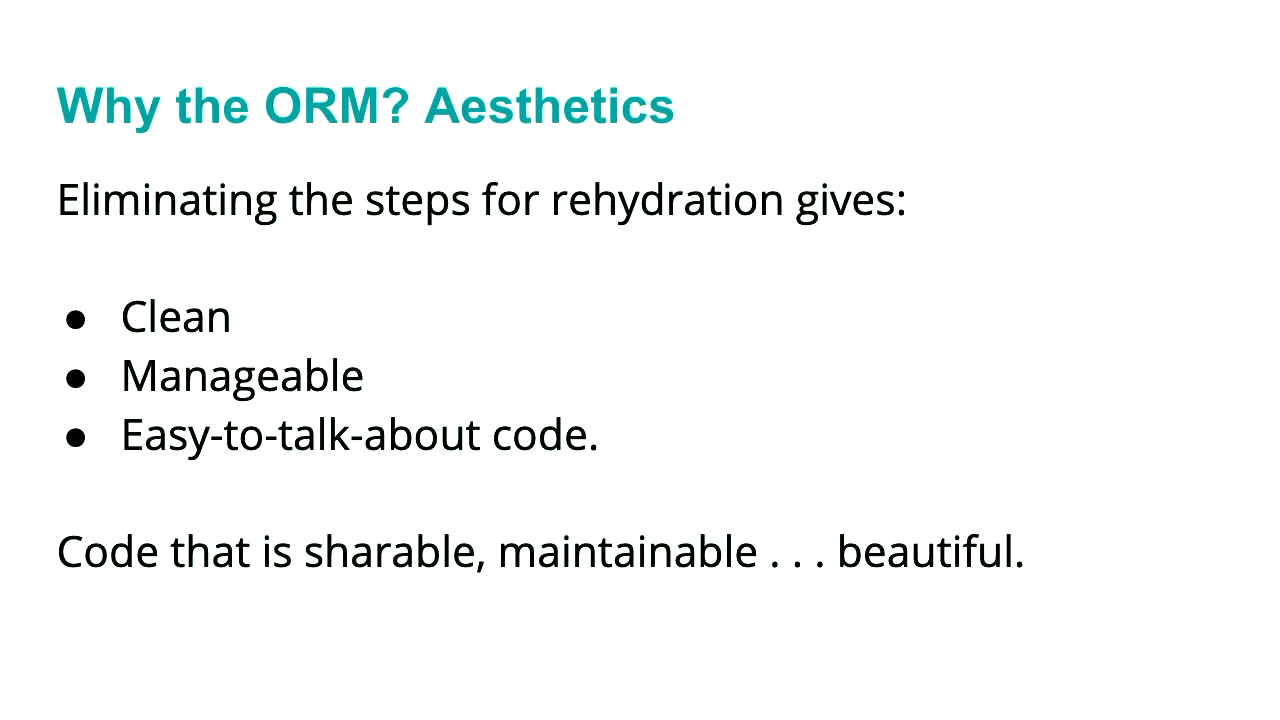 Why the ORM? Aesthetics
Eliminating the steps for rehydration gives:
● Clean
● Manageable
● Easy-to-talk-about code.
Code that is sharable, maintainable . . . beautiful.